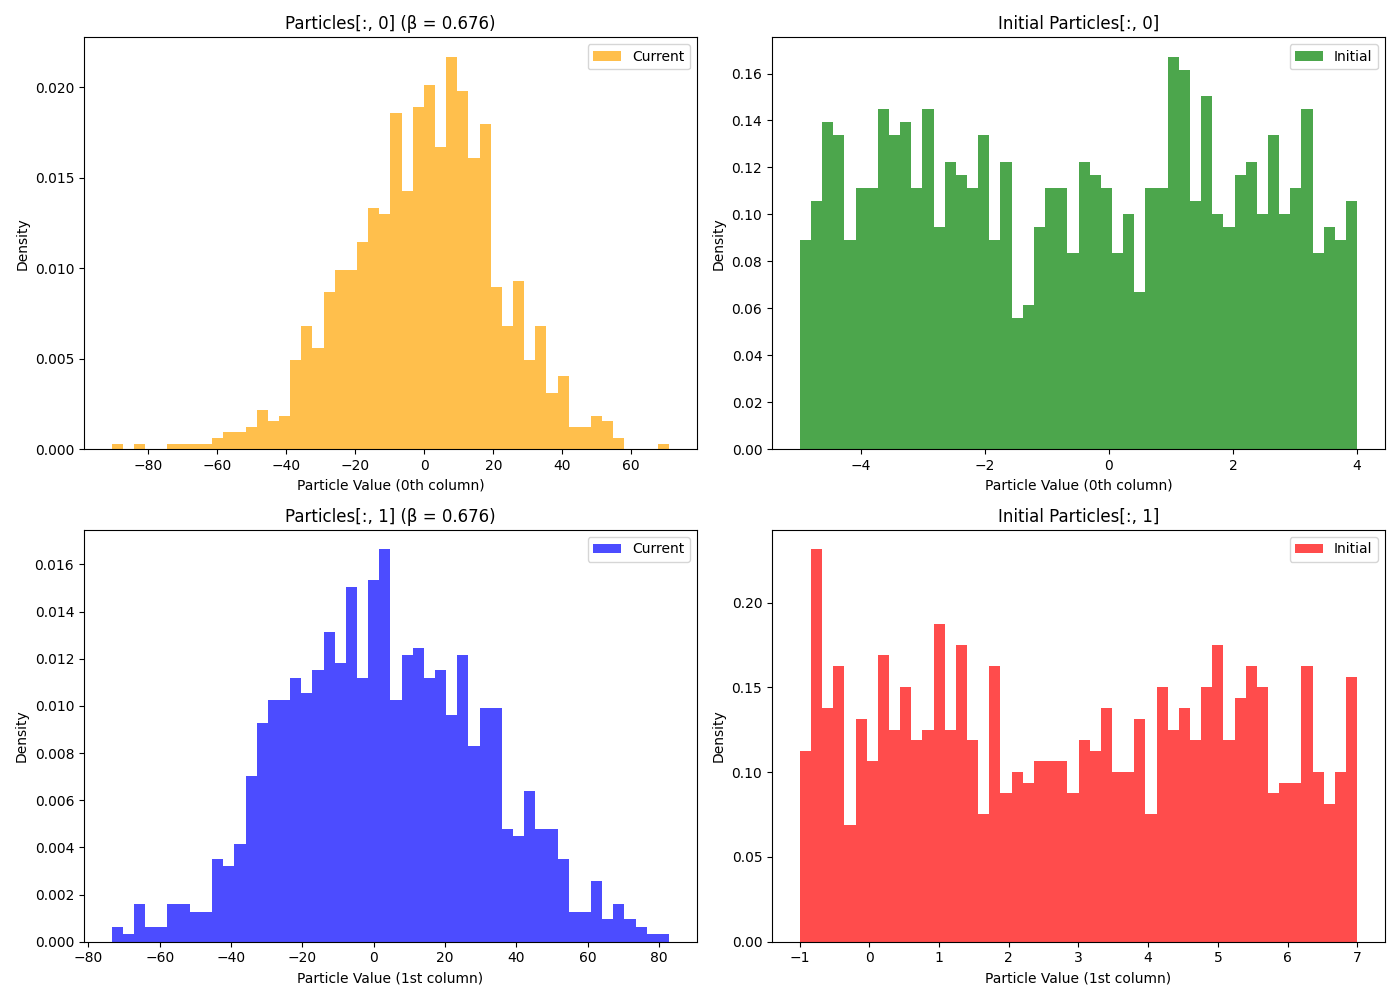 Particles[:, 0] (β = 0.676)
Density
0.020
0.015
0.010
0.005
0.000
Current
−80 −60 −40 −20 0 20 40 60
Particle Value (0th column)
Initial Particles[:, 0]
Density
0.16
0.14
0.12
0.10
0.08
0.06
0.04
0.02
0.00
Initial
−4 −2 0 2 4
Particle Value (0th column)
Particles[:, 1] (β = 0.676)
Density
0.016
0.014
0.012
0.010
0.008
0.006
0.004
0.002
0.000
Current
−80 −60 −40 −20 0 20 40 60 80
Particle Value (1st column)
Initial Particles[:, 1]
Density
0.20
0.15
0.10
0.05
0.00
Initial
−1 0 1 2 3 4 5 6 7
Particle Value (1st column)